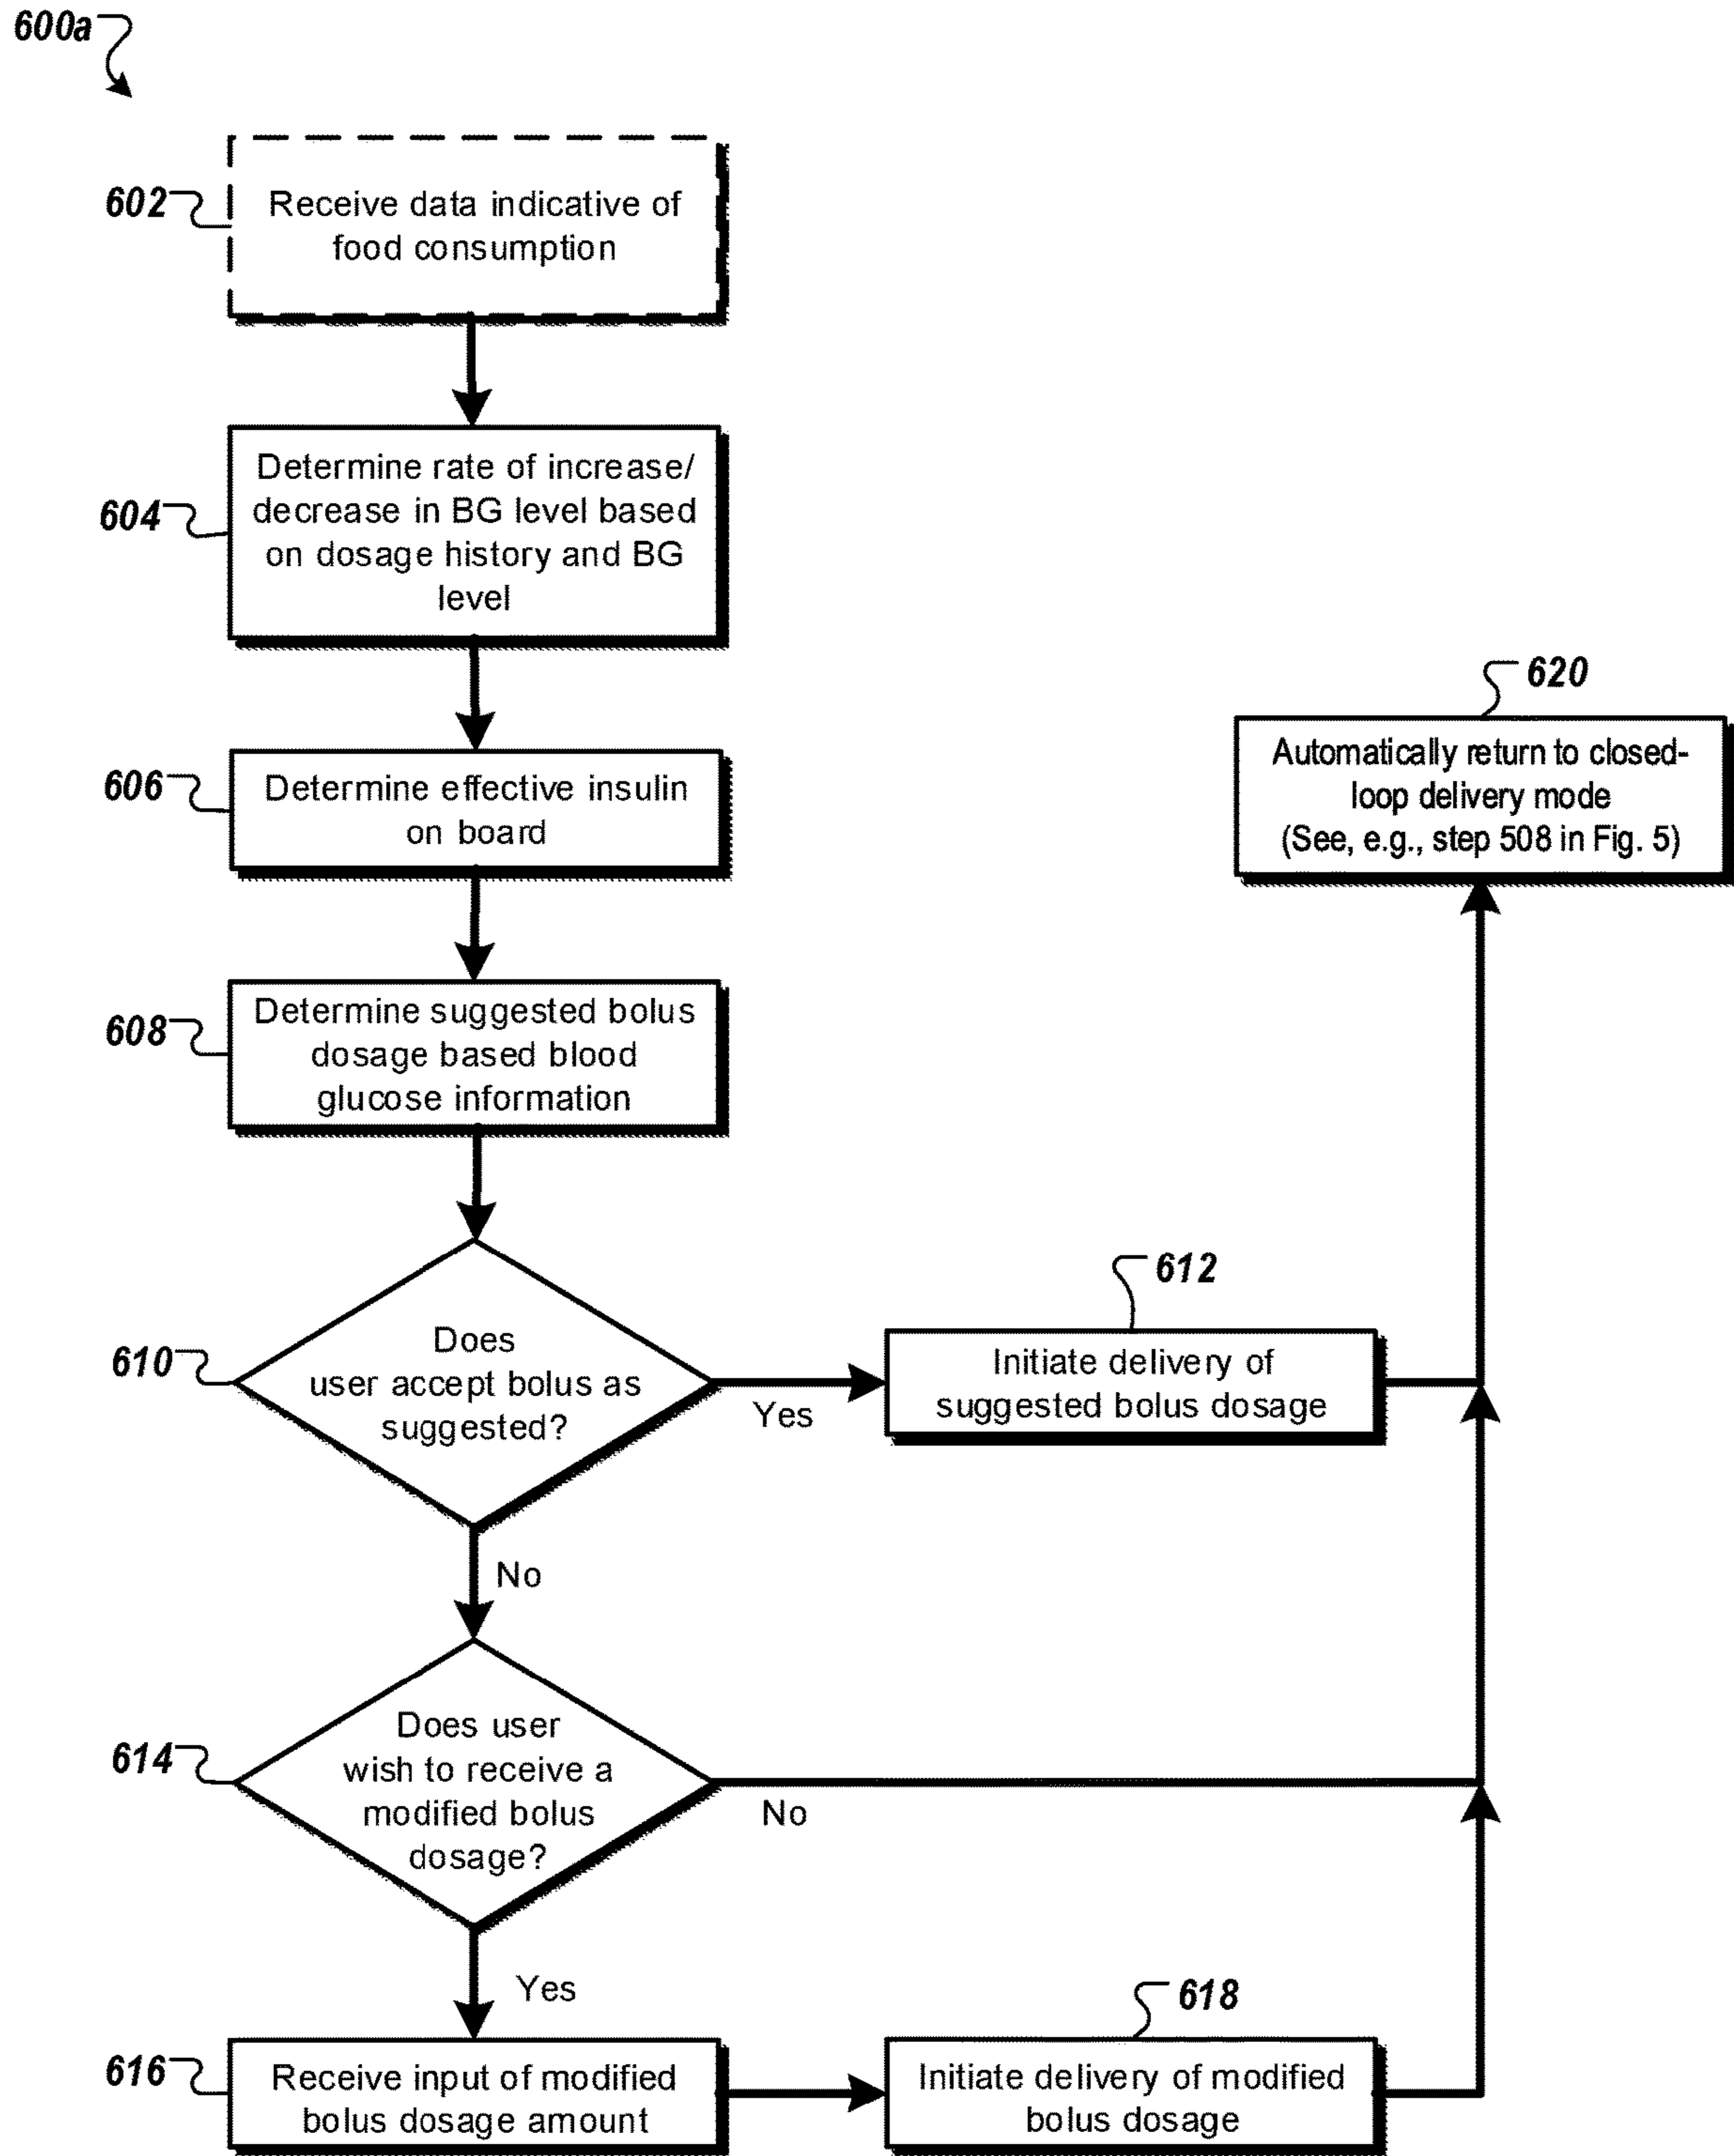 600a
602
Receive data indicative of
food consumption
604
Determine rate of increase/
decrease in BG level based
on dosage history and BG
level
606
Determine effective insulin
on board
608
Determine suggested bolus
dosage based blood
glucose information
610
Does
user accept bolus as
suggested?
Yes
No
612
Initiate delivery of
suggested bolus dosage
614
Does user
wish to receive a
modified bolus
dosage?
No
Yes
616
Receive input of modified
bolus dosage amount
618
Initiate delivery of modified
bolus dosage
620
Automatically return to closed-
loop delivery mode
(See, e.g., step 508 in Fig. 5)